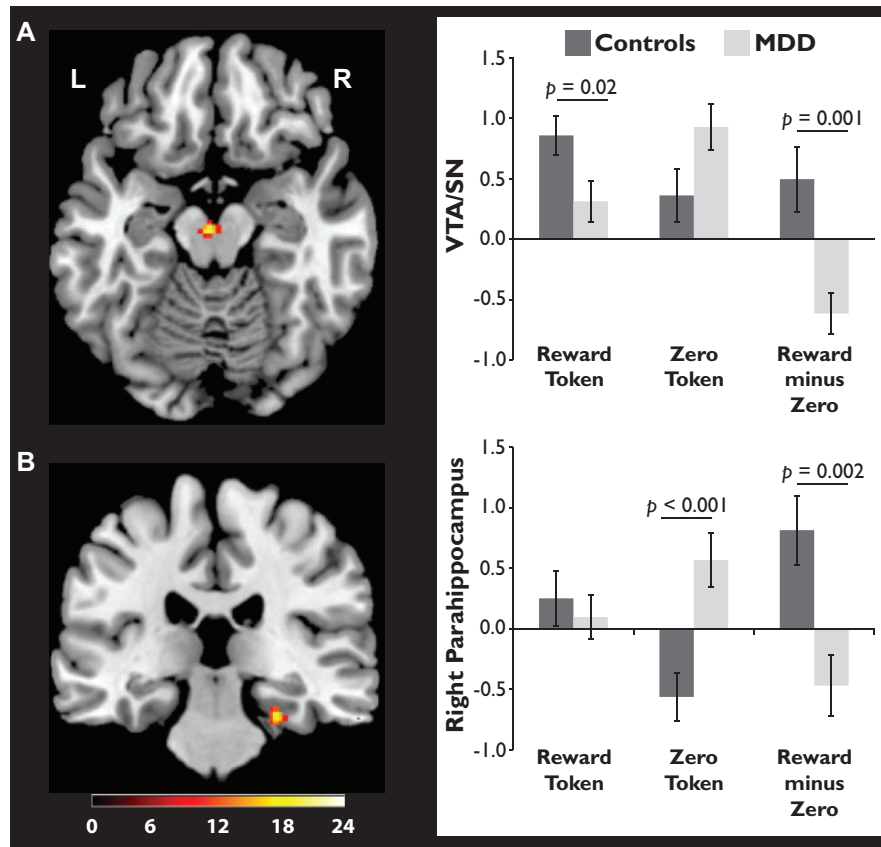 A
L
R
Controls
MDD
VTA/SN
1.5
1.0
0.5
0.0
-0.5
-1.0
p = 0.02
p = 0.001
Reward
Token
Zero
Token
Reward
minus
Zero
B
0 6 12 18 24
Right Parahippocampus
1.5
1.0
0.5
0.0
-0.5
-1.0
p < 0.001
p = 0.002
Reward
Token
Zero
Token
Reward
minus
Zero